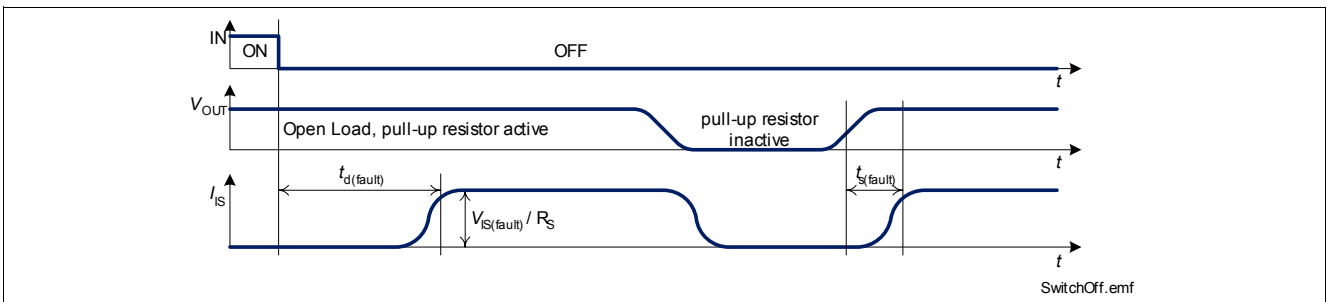 IN
ON
OFF
t
VOUT
Open Load, pull-up resistor active
pull-up resistor
inactive
t
td(fault)
ts(fault)
IIS
VIS(fault) / RS
t
SwitchOff.emf